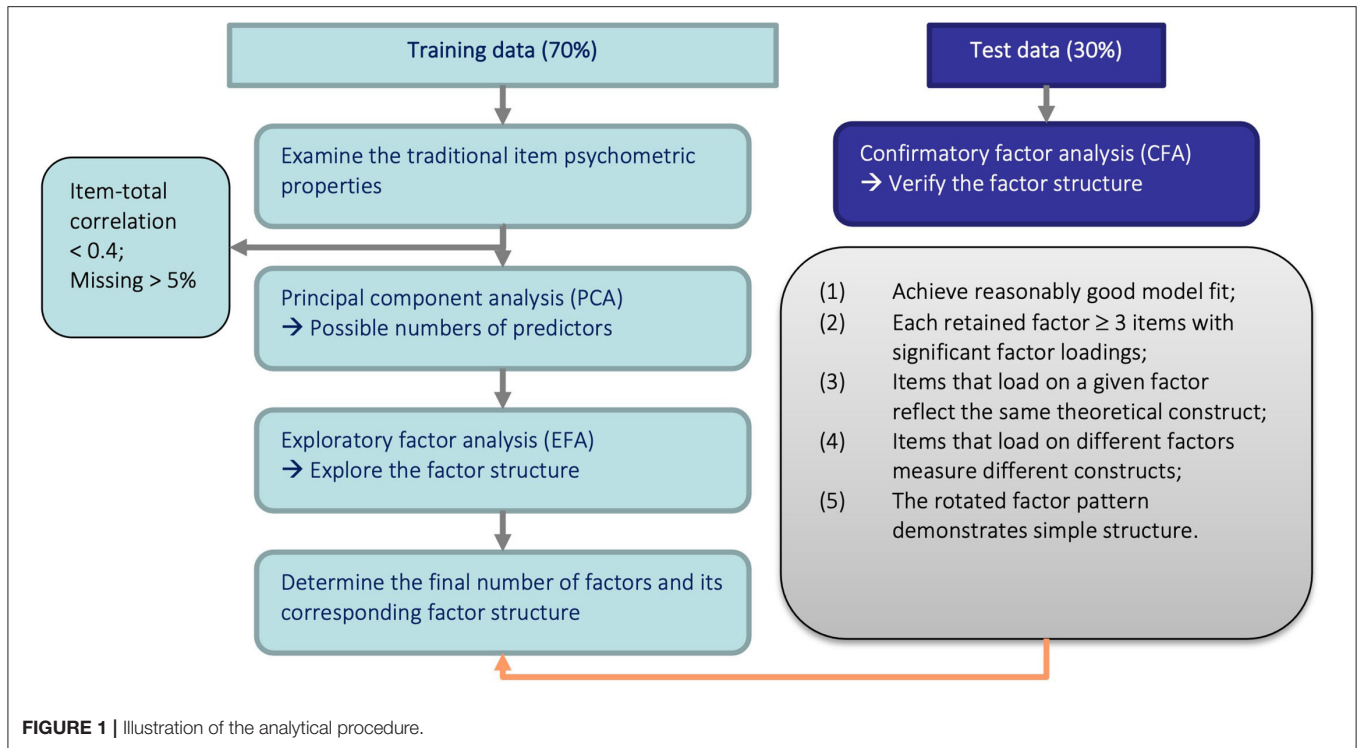 Training data (70%)
Examine the traditional item psychometric
properties
Item-total
correlation
< 0.4;
Missing > 5%
Principal component analysis (PCA)
→ Possible numbers of predictors
Exploratory factor analysis (EFA)
→ Explore the factor structure
Determine the final number of factors and its
corresponding factor structure
Test data (30%)
Confirmatory factor analysis (CFA)
→ Verify the factor structure
(1) Achieve reasonably good model fit;
(2) Each retained factor ≥ 3 items with
significant factor loadings;
(3) Items that load on a given factor
reflect the same theoretical construct;
(4) Items that load on different factors
measure different constructs;
(5) The rotated factor pattern
demonstrates simple structure.
FIGURE 1 | Illustration of the analytical procedure.